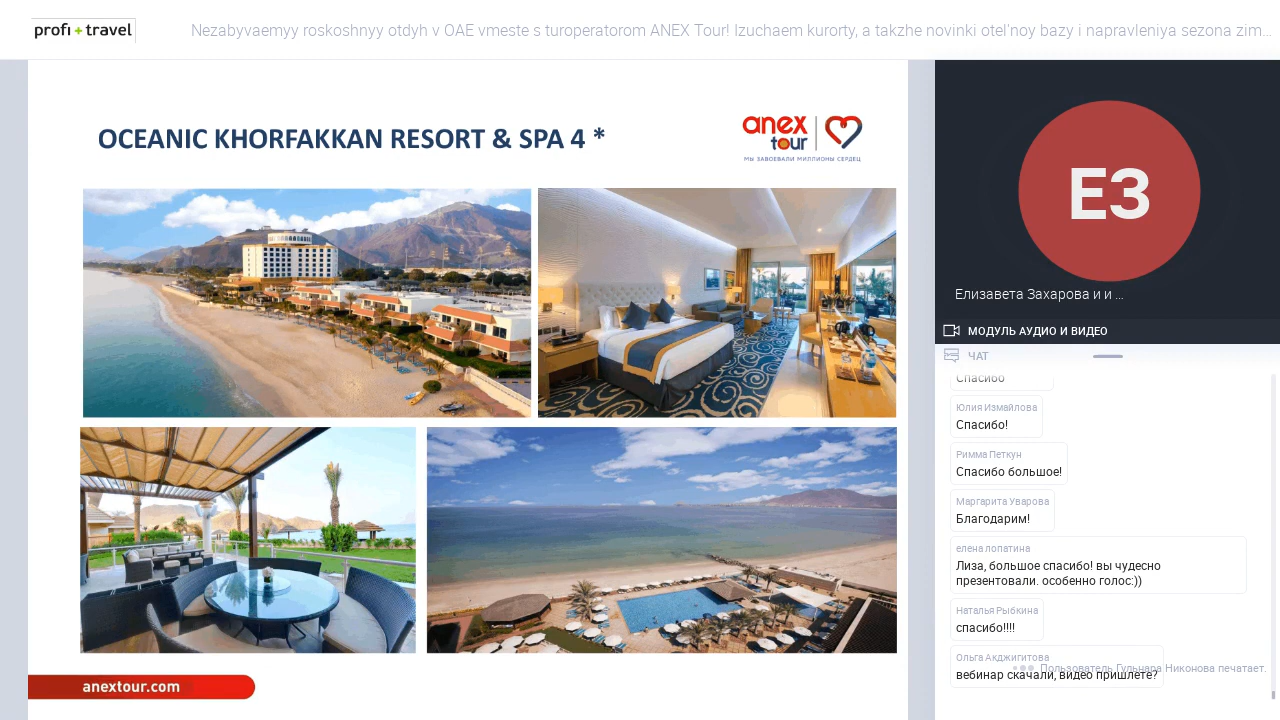 profi+travel
Nezabyvaemyy roskoshnyy otdyh v OAE vmeste s turoperatorom ANEX Tour! Izuchaem kurorty, a takzhe novinki otel'noy bazy i napravleniya sezona zim...
OCEANIC KHORFAKKAN RESORT & SPA 4 *
anex
tour
МЫ ЗАВОЕВАЛИ МИЛЛИОНЫ СЕРДЕЦ
anextour.com
ЕЗ
Елизавета Захарова и и ...
МОДУЛЬ АУДИО И ВИДЕО
ЧАТ
Спасибо
Юлия Измайлова
Спасибо!
Римма Петкун
Спасибо большое!
Маргарита Уварова
Благодарим!
елена лопатина
Лиза, большое спасибо! вы чудесно
презентовали. особенно голос:))
Наталья Рыбкина
спасибо!!!!
Ольга Акджигитова
Пользователь Гульнара Никонова печатает.
вебинар скачали, видео пришлете?